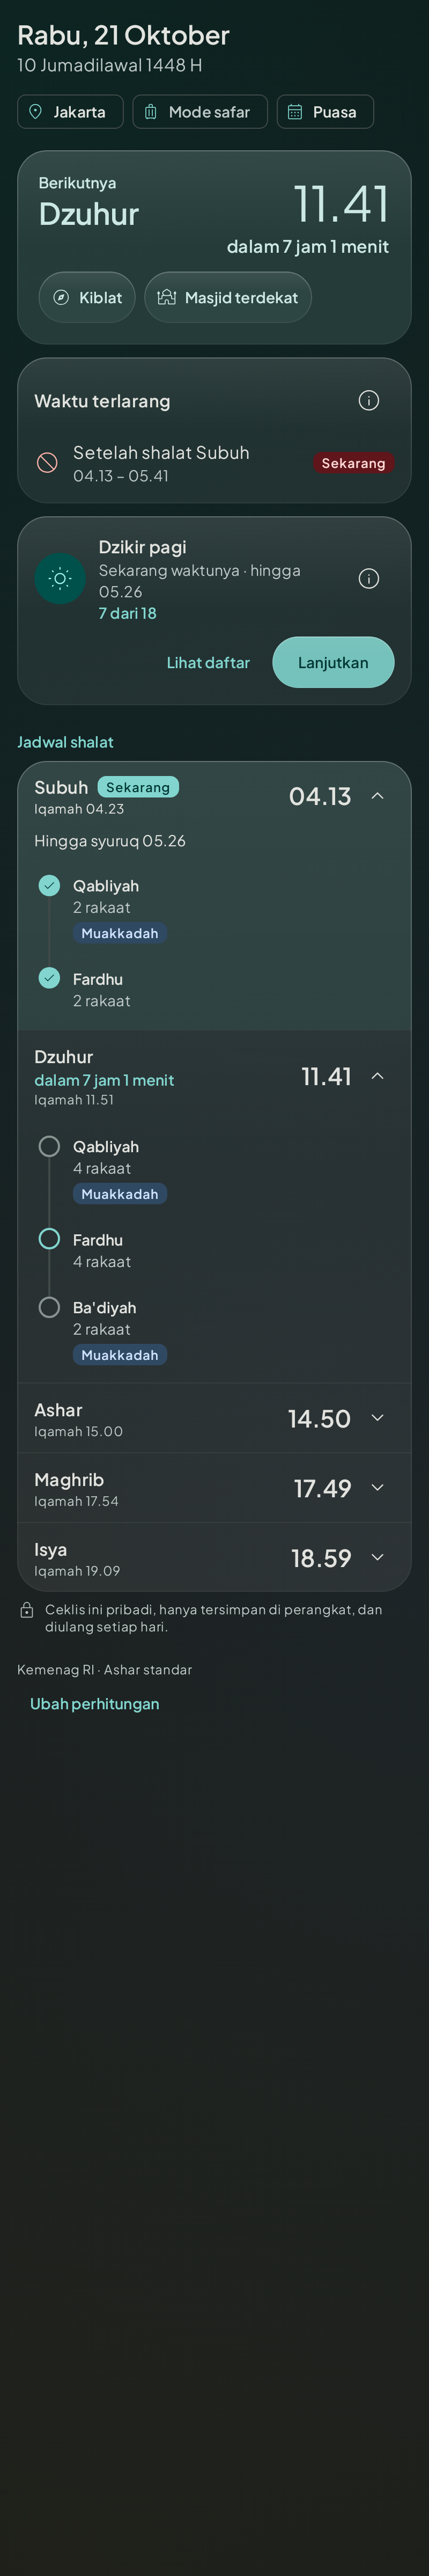 Rabu, 21 Oktober
10 Jumadilawal 1448 H
Jakarta
Mode safar
Puasa
Berikutnya
Dzuhur
11.41
dalam 7 jam 1 menit
Kiblat
Masjid terdekat
Waktu terlarang
Setelah shalat Subuh
04.13 – 05.41
Sekarang
Dzikir pagi
Sekarang waktunya · hingga
05.26
7 dari 18
Lihat daftar
Lanjutkan
Jadwal shalat
Subuh
Sekarang
Iqamah 04.23
04.13
Hingga syuruq 05.26
Qabliyah
2 rakaat
Muakkadah
Fardhu
2 rakaat
Dzuhur
dalam 7 jam 1 menit
Iqamah 11.51
11.41
Qabliyah
4 rakaat
Muakkadah
Fardhu
4 rakaat
Ba'diyah
2 rakaat
Muakkadah
Ashar
Iqamah 15.00
14.50
Maghrib
Iqamah 17.54
17.49
Isya
Iqamah 19.09
18.59
Ceklis ini pribadi, hanya tersimpan di perangkat, dan
diulang setiap hari.
Kemenag RI · Ashar standar
Ubah perhitungan